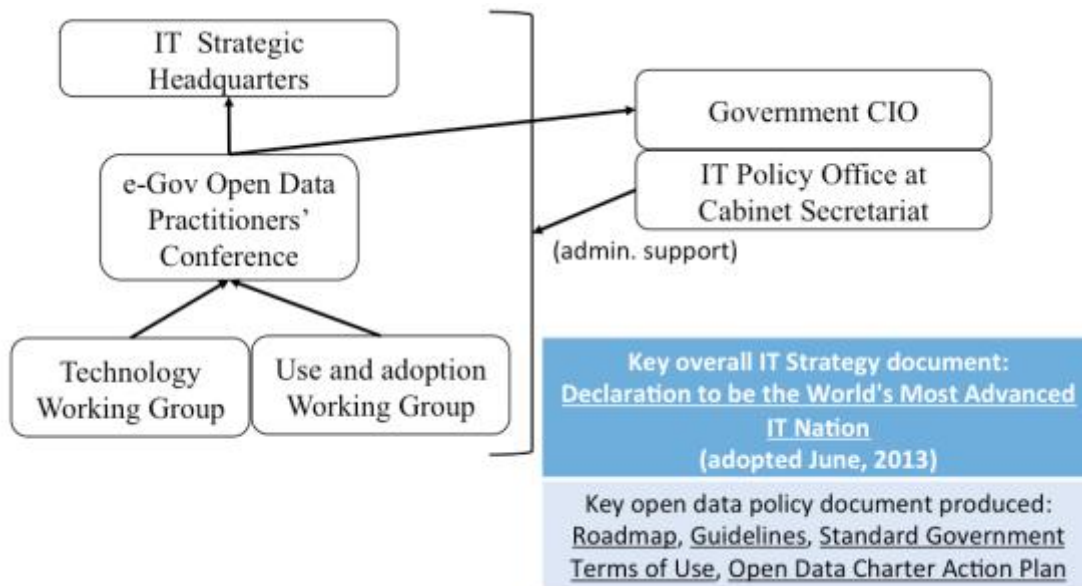 IT Strategic
Headquarters
Government CIO
IT Policy Office at
Cabinet Secretariat
e-Gov Open Data
Practitioners’
Conference
(admin. support)
Technology
Working Group
Use and adoption
Working Group
Key overall IT Strategy document:
Declaration to be the World's Most Advanced
IT Nation
(adopted June, 2013)
Key open data policy document produced:
Roadmap, Guidelines, Standard Government
Terms of Use, Open Data Charter Action Plan